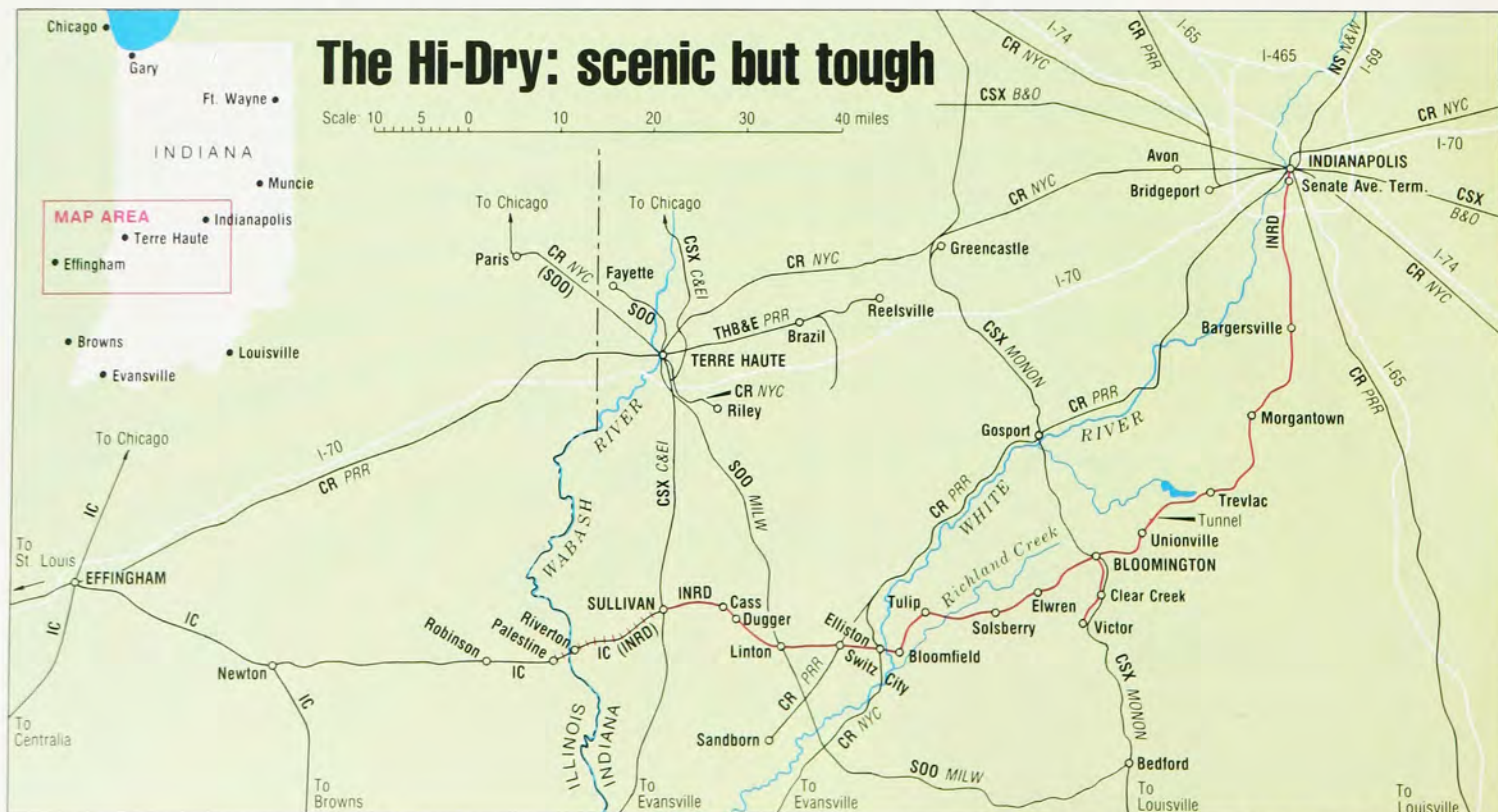 The Hi-Dry: scenic but tough
Scale: 10 5 0 10 20 30 40 miles
Chicago
Gary
Ft. Wayne
INDIANA
Muncie
MAP AREA
Indianapolis
Terre Haute
Effingham
Browns
Louisville
Evansville
To Chicago
To Chicago
To Chicago
CR NYC
I-74
CR PRR
I-65
I-465
NS N&W
I-69
CSX B&O
CR NYC
I-70
Avon
INDIANAPOLIS
Bridgeport
Senate Ave. Term.
CR NYC
CSX
B&O
INRD
I-74
CR NYC
Paris
CR NYC
(SOO)
Fayette
SOO
CSX C&EI
CR NYC
Greencastle
I-70
THB&E PRR
Reelsville
Brazil
TERRE HAUTE
CR NYC
Riley
CSX MONON
Bargersville
CR PRR
I-65
CR PRR
Morgantown
Gosport
RIVER
RIVER
I-70
CR PRR
CSX C&EI
SOO MILW
CR PRR
WHITE
Trevlac
Tunnel
Unionville
IC
WABASH
To
St. Louis
EFFINGHAM
Richland Creek
BLOOMINGTON
SULLIVAN
INRD
Cass
Dugger
Tulip
Elwren
Clear Creek
Solsberry
Victor
IC
IC
Robinson
Palestine
Riverton
IC (INRD)
Linton
Elliston
Switz
City
Bloomfield
Newton
IC
IC
CR PRR
CSX MONON
To
Centralia
ILLINOIS
INDIANA
Sandborn
CR NYC
SOO MILW
Bedford
To
Browns
To
Evansville
To
Evansville
To
Louisville
To
Louisville